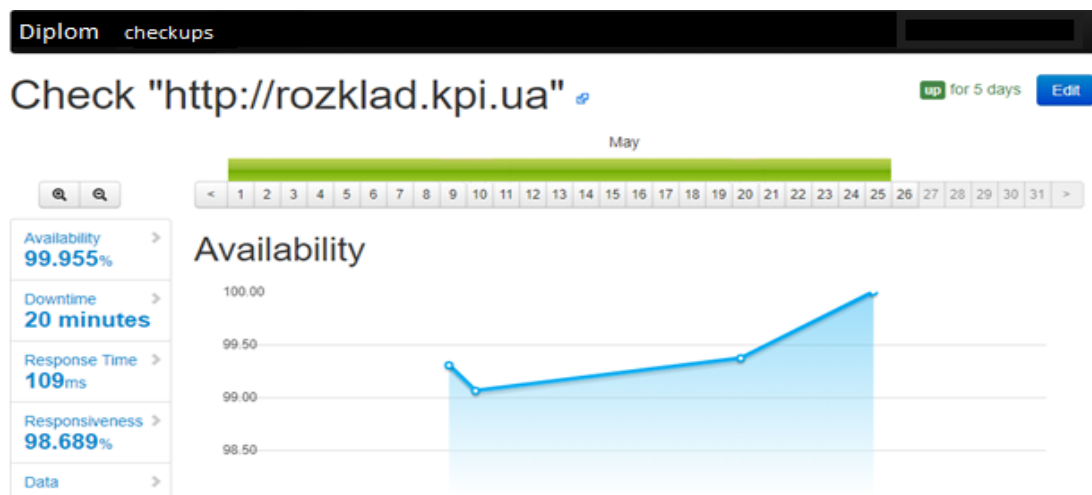 Diplom checkups
Check "http://rozklad.kpi.ua"
up for 5 days Edit
May
< 1 2 3 4 5 6 7 8 9 10 11 12 13 14 15 16 17 18 19 20 21 22 23 24 25 26 27 28 29 30 31 >
Availability
99.955%
Downtime
20 minutes
Response Time
109ms
Responsiveness
98.689%
Data
Availability
100.00
99.50
99.00
98.50